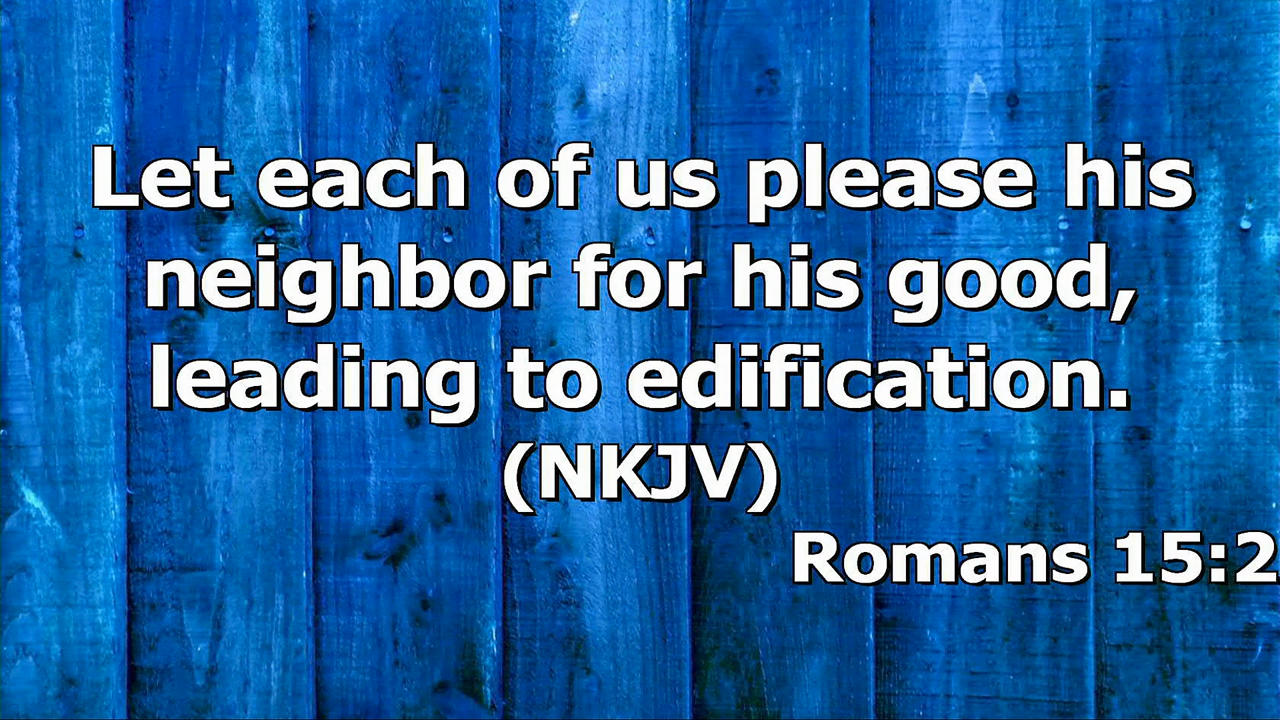 Let each of us please his
neighbor for his good,
leading to edification.
(NKJV)
Romans 15:2